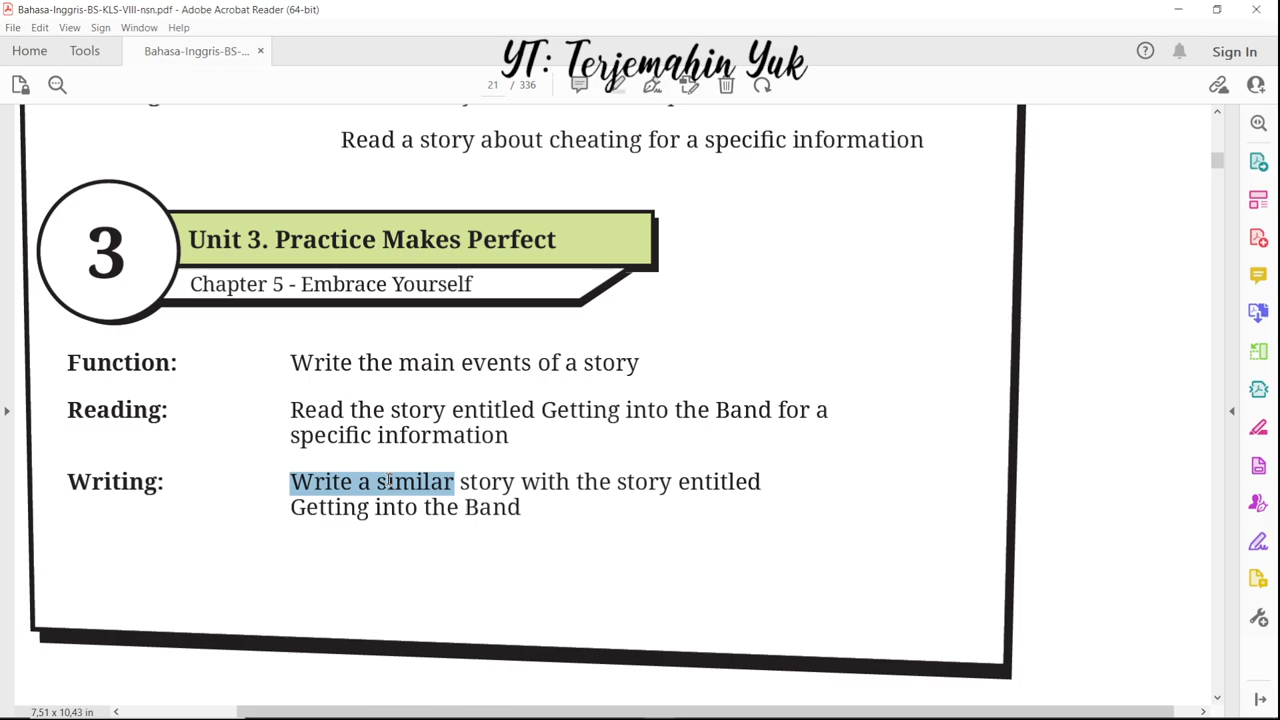 Bahasa-Inggris-BS-KLS-VIII-nsn.pdf - Adobe Acrobat Reader (64-bit)
File Edit View Sign Window Help
Home Tools Bahasa-Inggris-BS-... × Sign In
YT: Terjemahin Yuk
21 / 336
Read a story about cheating for a specific information
3
Unit 3. Practice Makes Perfect
Chapter 5 - Embrace Yourself
Function: Write the main events of a story
Reading: Read the story entitled Getting into the Band for a
specific information
Writing: Write a similar story with the story entitled
Getting into the Band
7,51 x 10,43 in